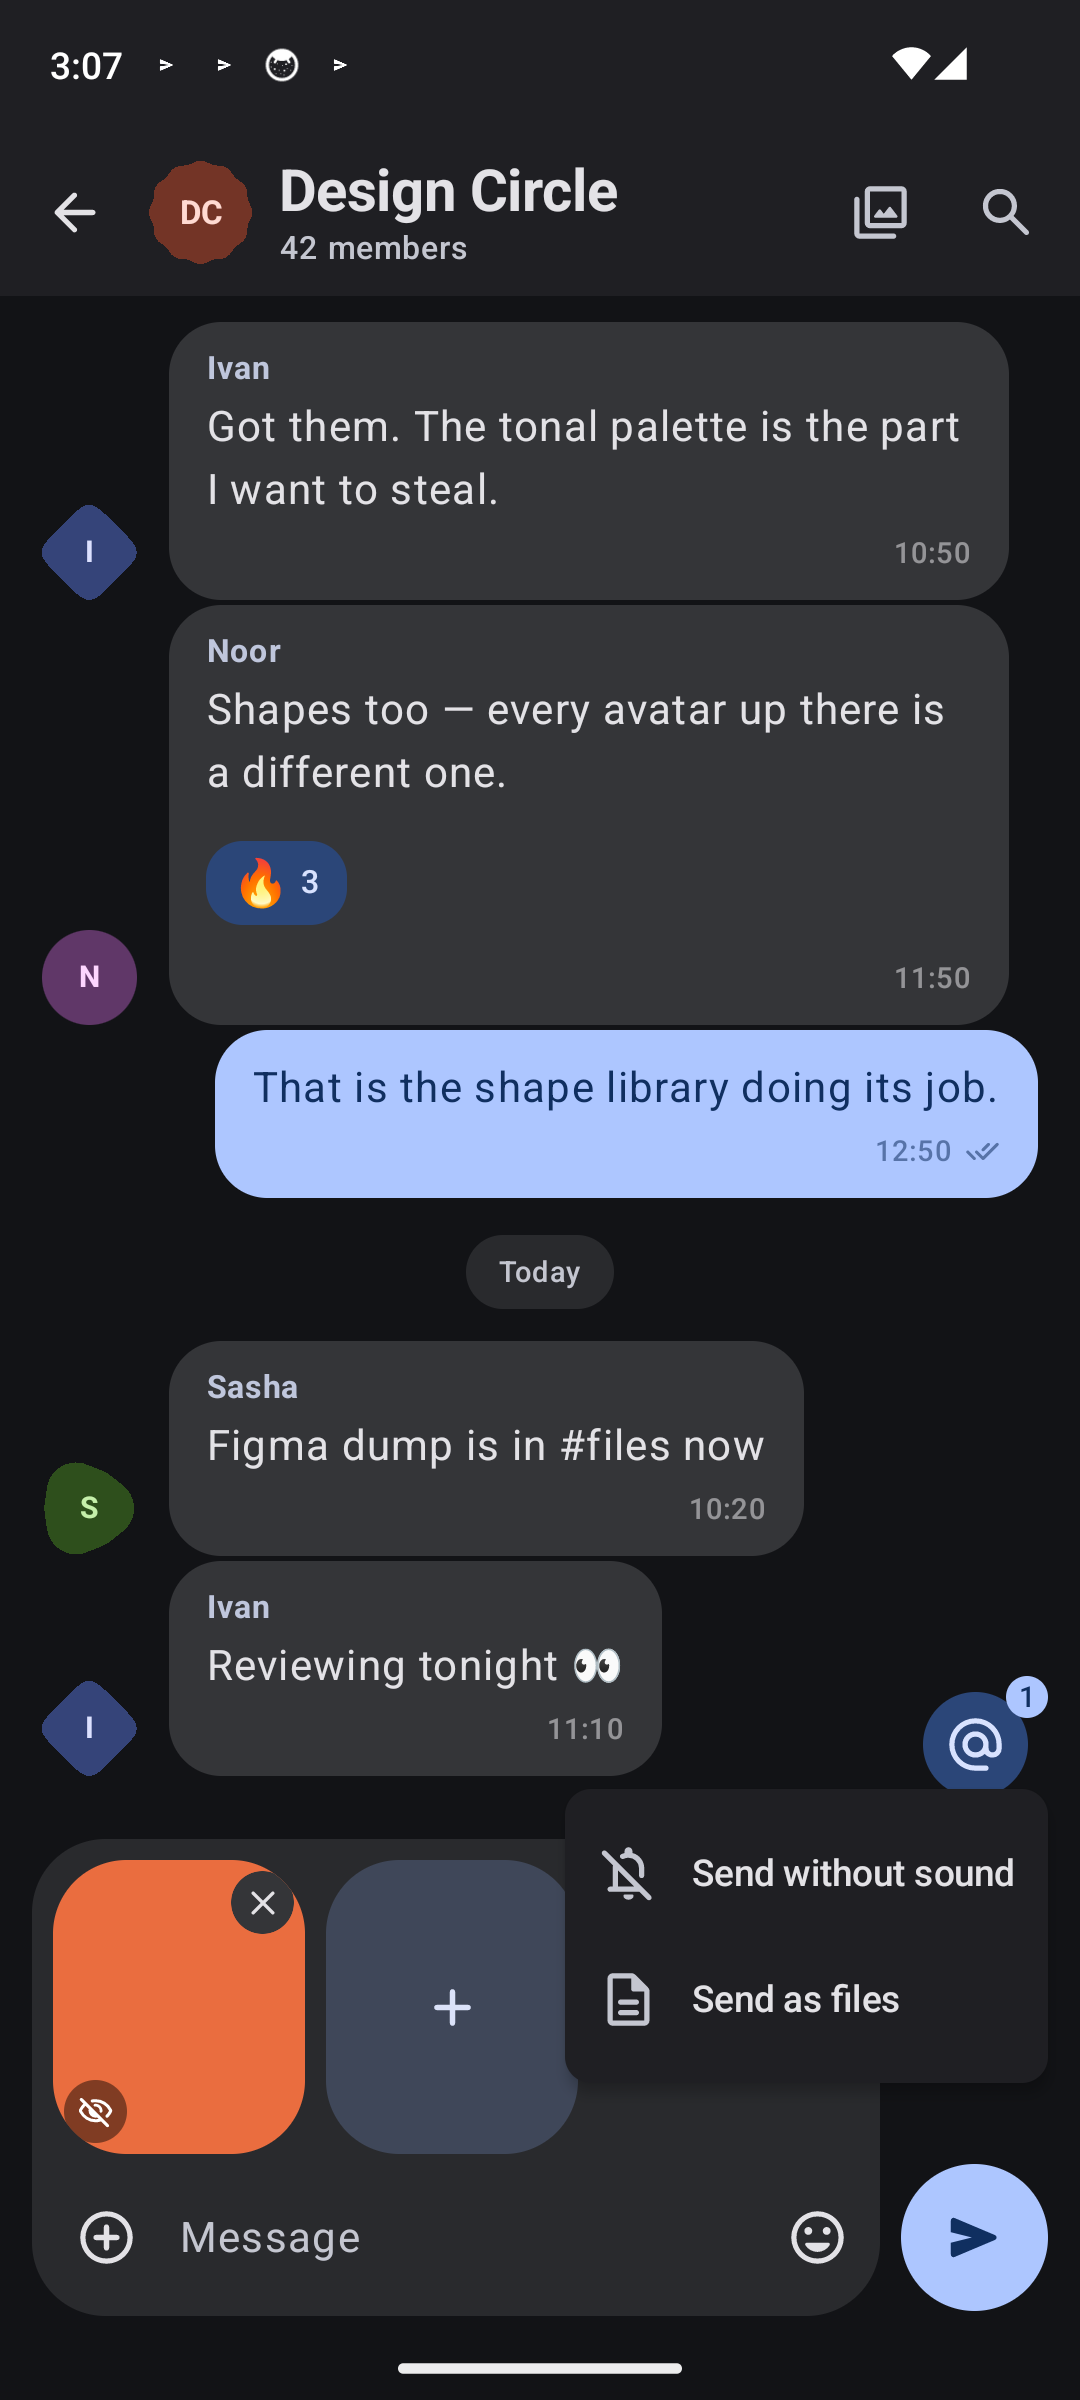 3:07
DC
Design Circle
42 members
Ivan
Got them. The tonal palette is the part
I want to steal.
I
10:50
Noor
Shapes too — every avatar up there is
a different one.
🔥 3
N
11:50
That is the shape library doing its job.
12:50
Today
Sasha
Figma dump is in #files now
S
10:20
Ivan
Reviewing tonight 👀
I
11:10
1
@
Send without sound
Send as files
Message